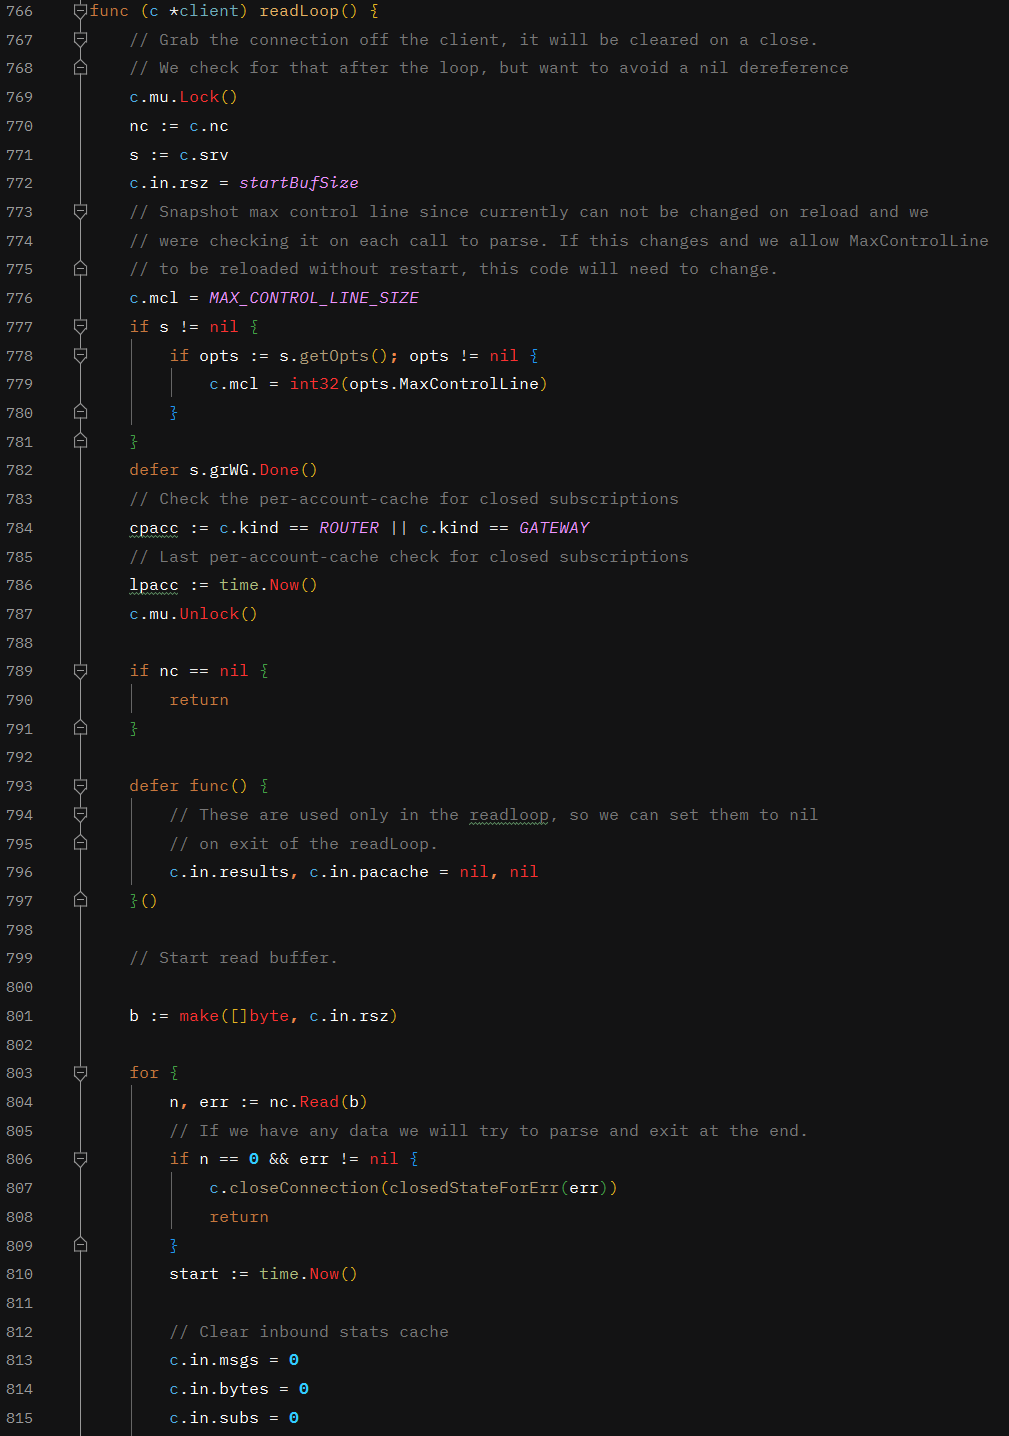 766 func (c *client) readLoop() {
767     // Grab the connection off the client, it will be cleared on a close.
768     // We check for that after the loop, but want to avoid a nil dereference
769     c.mu.Lock()
770     nc := c.nc
771     s := c.srv
772     c.in.rsz = startBufSize
773     // Snapshot max control line since currently can not be changed on reload and we
774     // were checking it on each call to parse. If this changes and we allow MaxControlLine
775     // to be reloaded without restart, this code will need to change.
776     c.mcl = MAX_CONTROL_LINE_SIZE
777     if s != nil {
778         if opts := s.getOpts(); opts != nil {
779             c.mcl = int32(opts.MaxControlLine)
780         }
781     }
782     defer s.grWG.Done()
783     // Check the per-account-cache for closed subscriptions
784     cpacc := c.kind == ROUTER || c.kind == GATEWAY
785     // Last per-account-cache check for closed subscriptions
786     lpacc := time.Now()
787     c.mu.Unlock()
788
789     if nc == nil {
790         return
791     }
792
793     defer func() {
794         // These are used only in the readloop, so we can set them to nil
795         // on exit of the readLoop.
796         c.in.results, c.in.pacache = nil, nil
797     }()
798
799     // Start read buffer.
800
801     b := make([]byte, c.in.rsz)
802
803     for {
804         n, err := nc.Read(b)
805         // If we have any data we will try to parse and exit at the end.
806         if n == 0 && err != nil {
807             c.closeConnection(closedStateForErr(err))
808             return
809         }
810         start := time.Now()
811
812         // Clear inbound stats cache
813         c.in.msgs = 0
814         c.in.bytes = 0
815         c.in.subs = 0